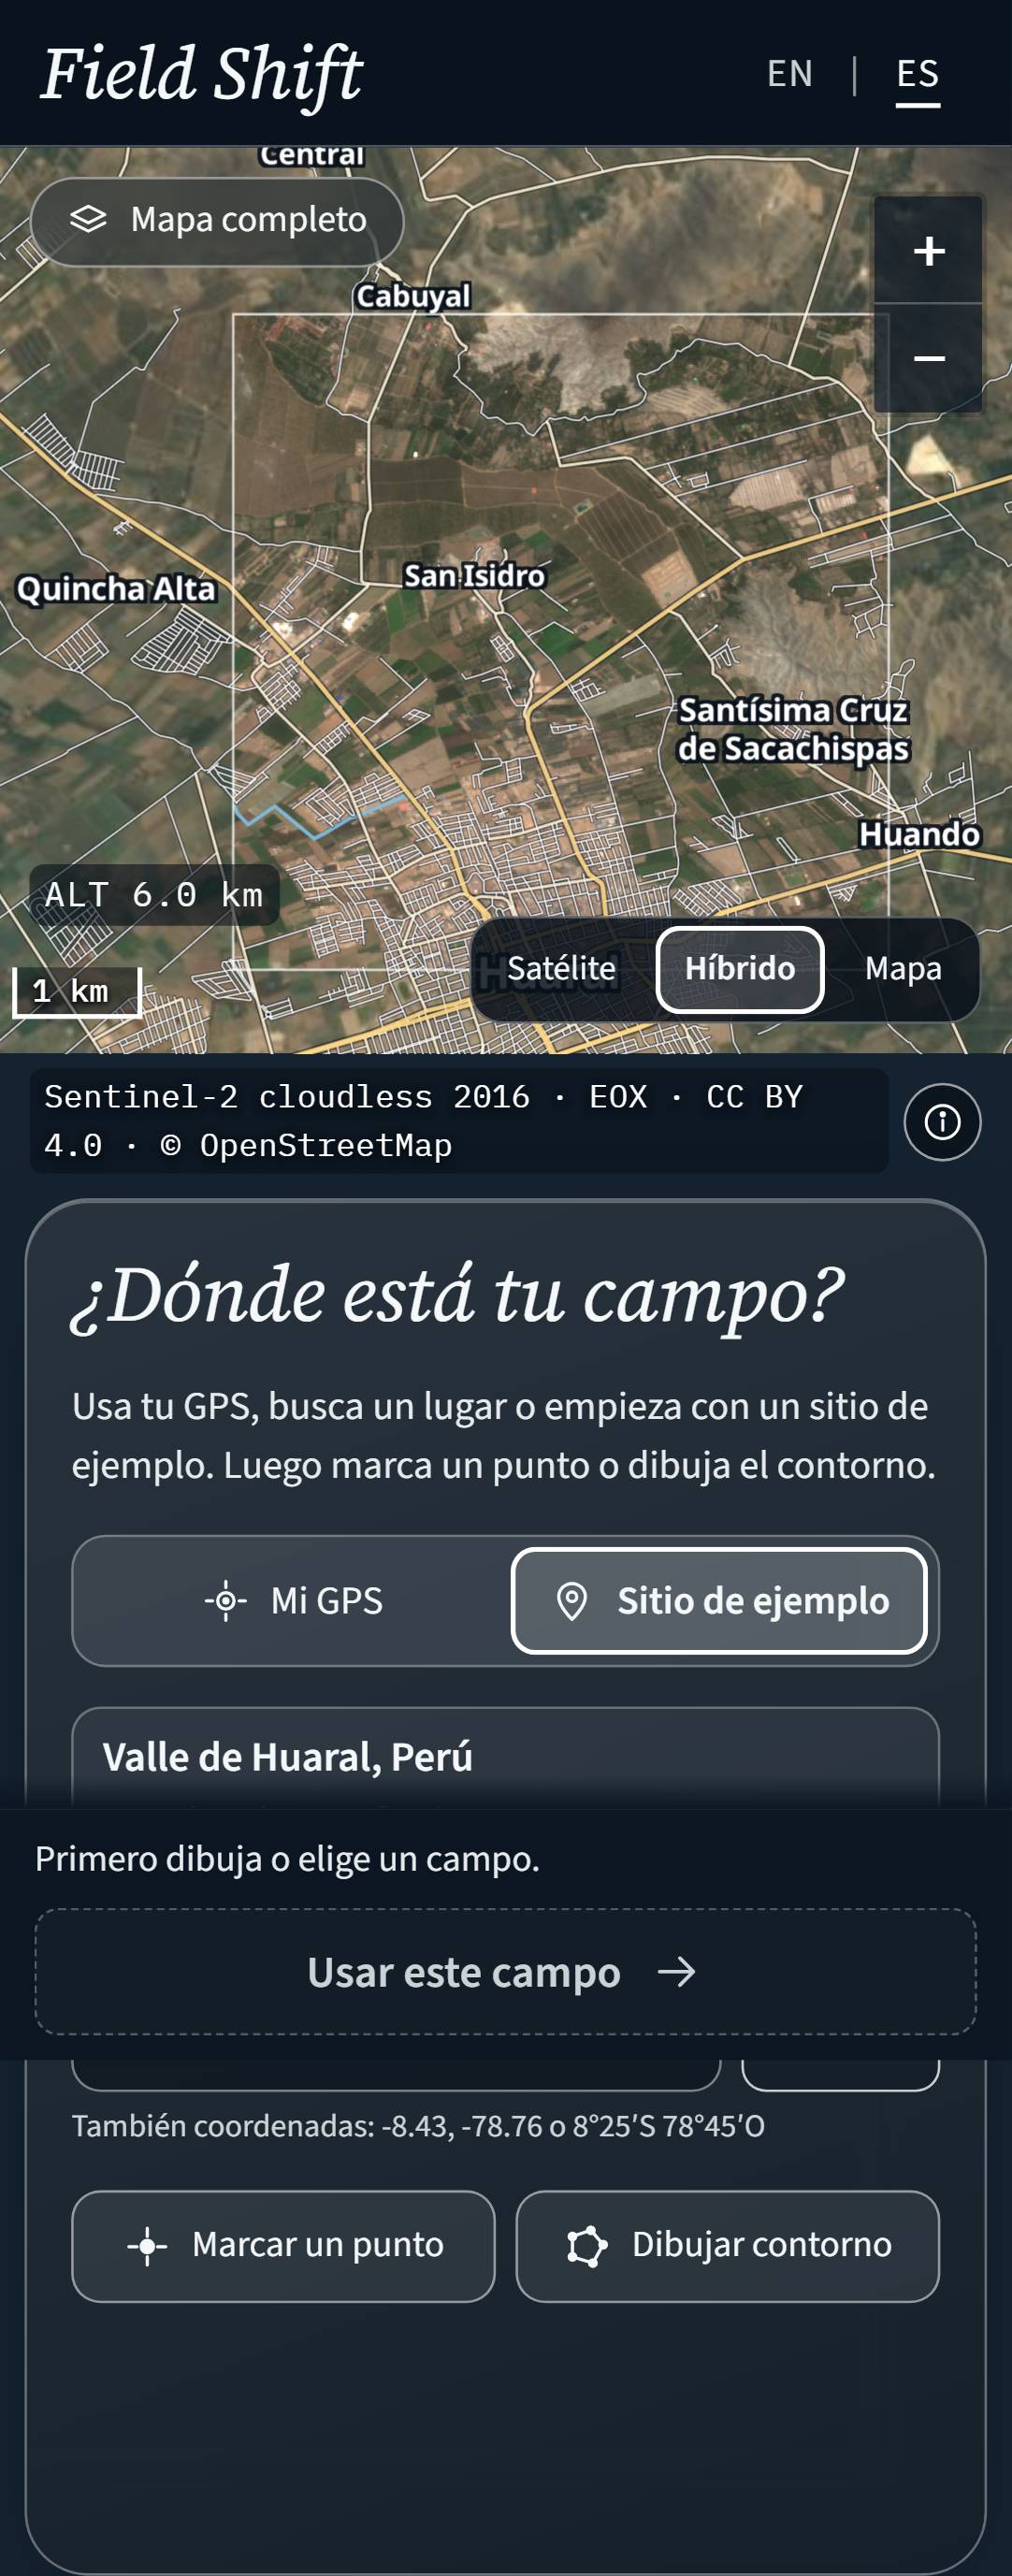 Field Shift
EN | ES
Central
Mapa completo
+
Cabuyal
−
Quincha Alta
San Isidro
Santísima Cruz
de Sacachispas
Huando
ALT 6.0 km
Huaral
Satélite
Híbrido
Mapa
1 km
Sentinel-2 cloudless 2016 · EOX · CC BY
4.0 · © OpenStreetMap
¿Dónde está tu campo?
Usa tu GPS, busca un lugar o empieza con un sitio de
ejemplo. Luego marca un punto o dibuja el contorno.
Mi GPS
Sitio de ejemplo
Valle de Huaral, Perú
Primero dibuja o elige un campo.
Usar este campo →
También coordenadas: -8.43, -78.76 o 8°25′S 78°45′O
Marcar un punto
Dibujar contorno